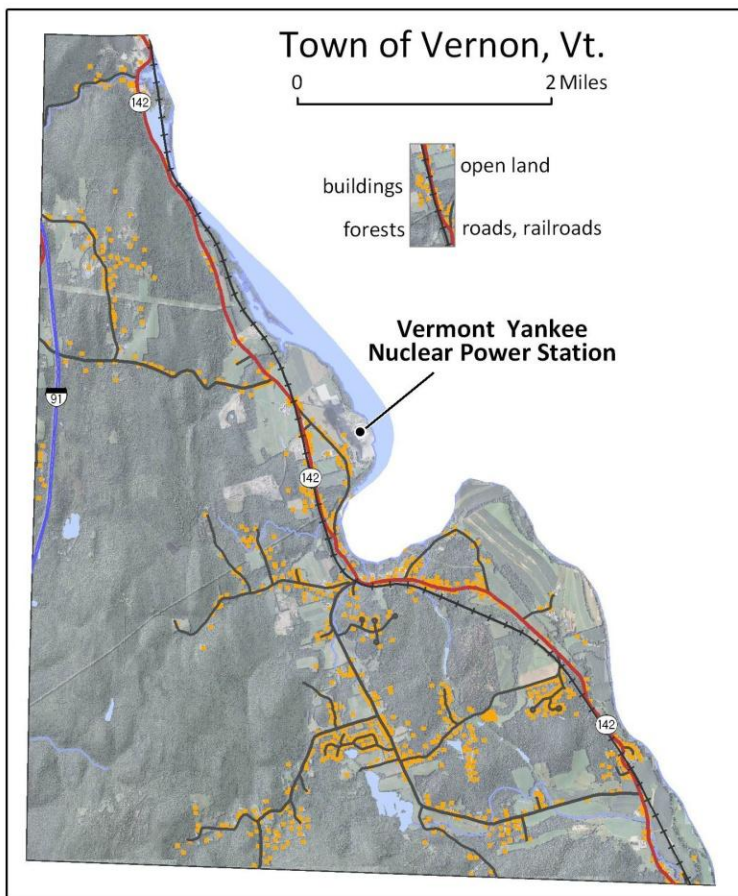 Town of Vernon, Vt.
0 2 Miles
142
open land
buildings
forests
roads, railroads
Vermont Yankee
Nuclear Power Station
91
142
142